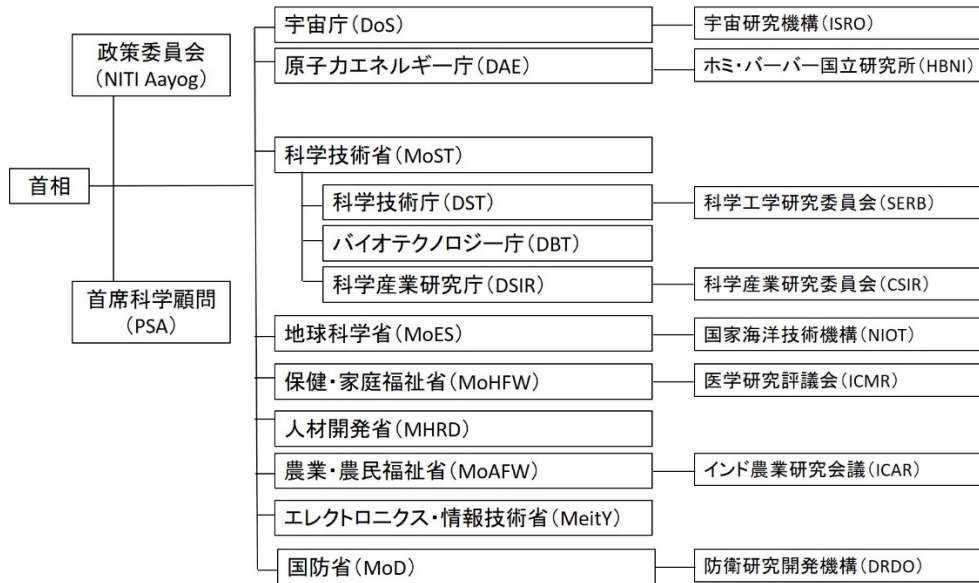 政策委員会
(NITI Aayog)
首相
首席科学顧問
(PSA)
宇宙庁(DoS)
宇宙研究機構(ISRO)
原子力エネルギー庁(DAE)
ホミ・バーバー国立研究所(HBNI)
科学技術省(MoST)
科学技術庁(DST)
科学工学研究委員会(SERB)
バイオテクノロジー庁(DBT)
科学産業研究庁(DSIR)
科学産業研究委員会(CSIR)
地球科学省(MoES)
国家海洋技術機構(NIOT)
保健・家庭福祉省(MoHFW)
医学研究評議会(ICMR)
人材開発省(MHRD)
農業・農民福祉省(MoAFW)
インド農業研究会議(ICAR)
エレクトロニクス・情報技術省(MeitY)
国防省(MoD)
防衛研究開発機構(DRDO)